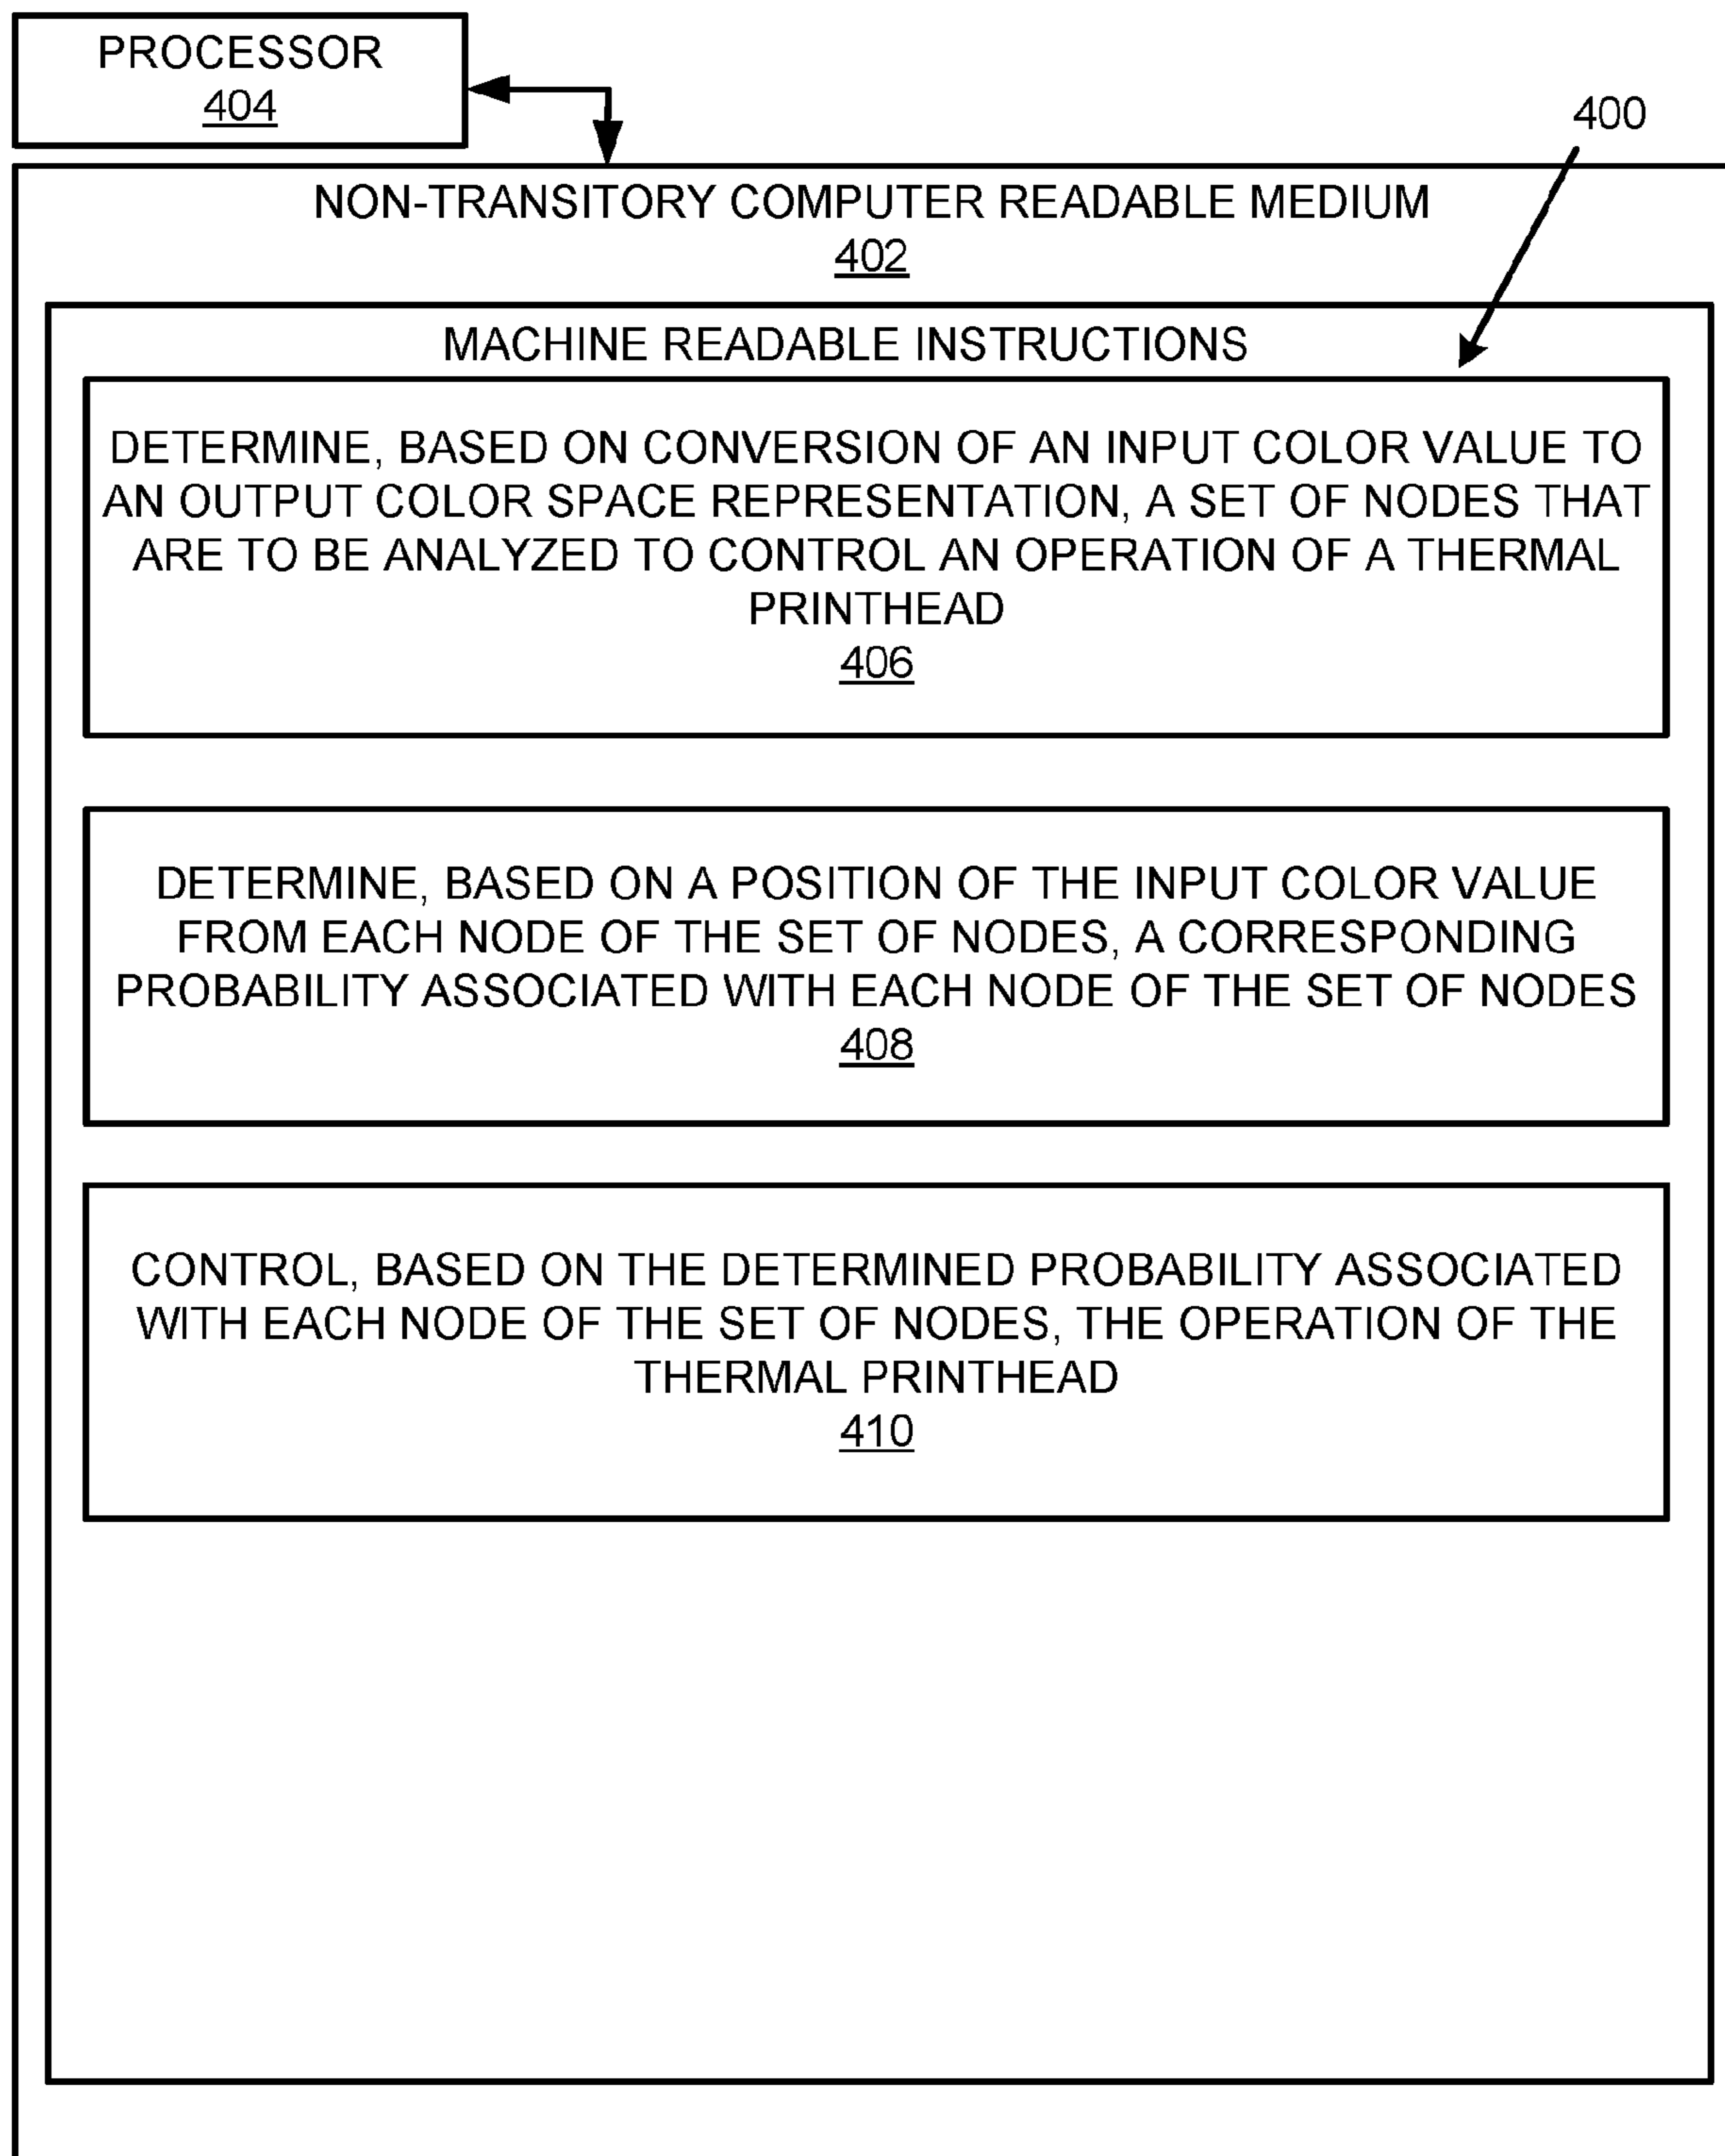 PROCESSOR
404
400
NON-TRANSITORY COMPUTER READABLE MEDIUM
402
MACHINE READABLE INSTRUCTIONS
DETERMINE, BASED ON CONVERSION OF AN INPUT COLOR VALUE TO
AN OUTPUT COLOR SPACE REPRESENTATION, A SET OF NODES THAT
ARE TO BE ANALYZED TO CONTROL AN OPERATION OF A THERMAL
PRINTHEAD
406
DETERMINE, BASED ON A POSITION OF THE INPUT COLOR VALUE
FROM EACH NODE OF THE SET OF NODES, A CORRESPONDING
PROBABILITY ASSOCIATED WITH EACH NODE OF THE SET OF NODES
408
CONTROL, BASED ON THE DETERMINED PROBABILITY ASSOCIATED
WITH EACH NODE OF THE SET OF NODES, THE OPERATION OF THE
THERMAL PRINTHEAD
410